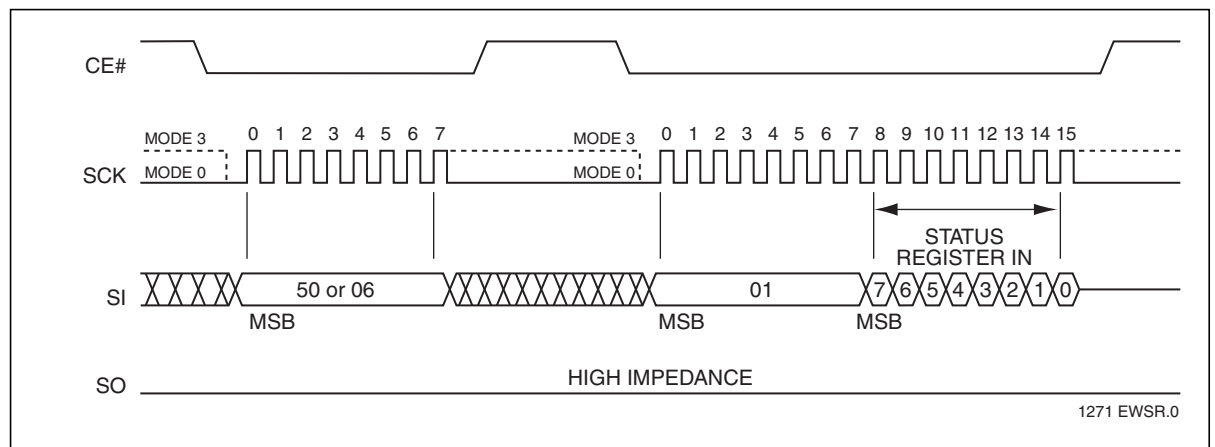 CE#
MODE 3 0 1 2 3 4 5 6 7 MODE 3 0 1 2 3 4 5 6 7 8 9 10 11 12 13 14 15
SCK MODE 0 MODE 0
STATUS
REGISTER IN
SI 50 or 06 01 7 6 5 4 3 2 1 0
MSB MSB MSB
SO HIGH IMPEDANCE
1271 EWSR.0